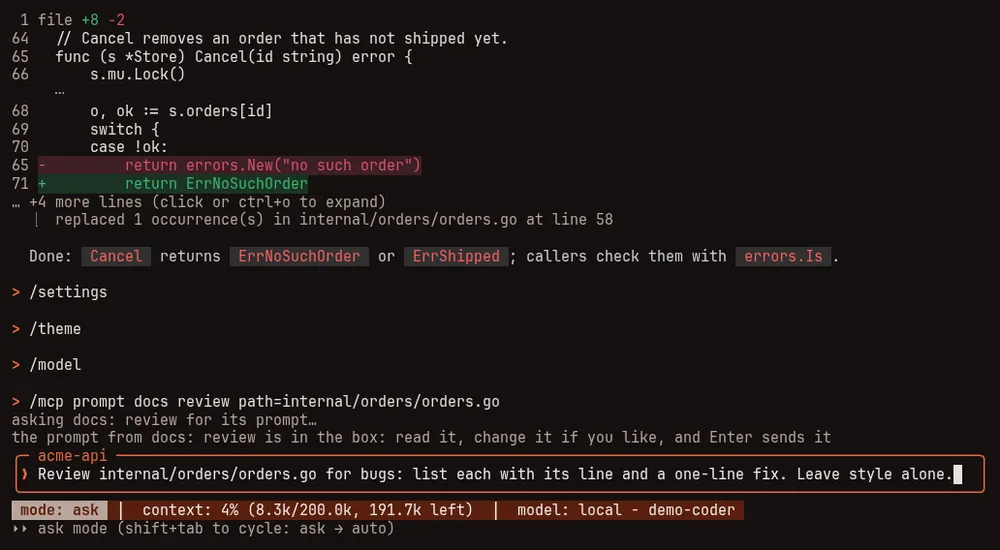 1 file +8 -2
64   // Cancel removes an order that has not shipped yet.
65   func (s *Store) Cancel(id string) error {
66       s.mu.Lock()
…
68       o, ok := s.orders[id]
69       switch {
70       case !ok:
65 -         return errors.New("no such order")
71 +         return ErrNoSuchOrder
… +4 more lines (click or ctrl+o to expand)
replaced 1 occurrence(s) in internal/orders/orders.go at line 58
Done: Cancel returns ErrNoSuchOrder or ErrShipped; callers check them with errors.Is.
> /settings
> /theme
> /model
> /mcp prompt docs review path=internal/orders/orders.go
asking docs: review for its prompt…
the prompt from docs: review is in the box: read it, change it if you like, and Enter sends it
acme-api
❯ Review internal/orders/orders.go for bugs: list each with its line and a one-line fix. Leave style alone.
mode: ask | context: 4% (8.3k/200.0k, 191.7k left) | model: local - demo-coder
▸▸ ask mode (shift+tab to cycle: ask → auto)